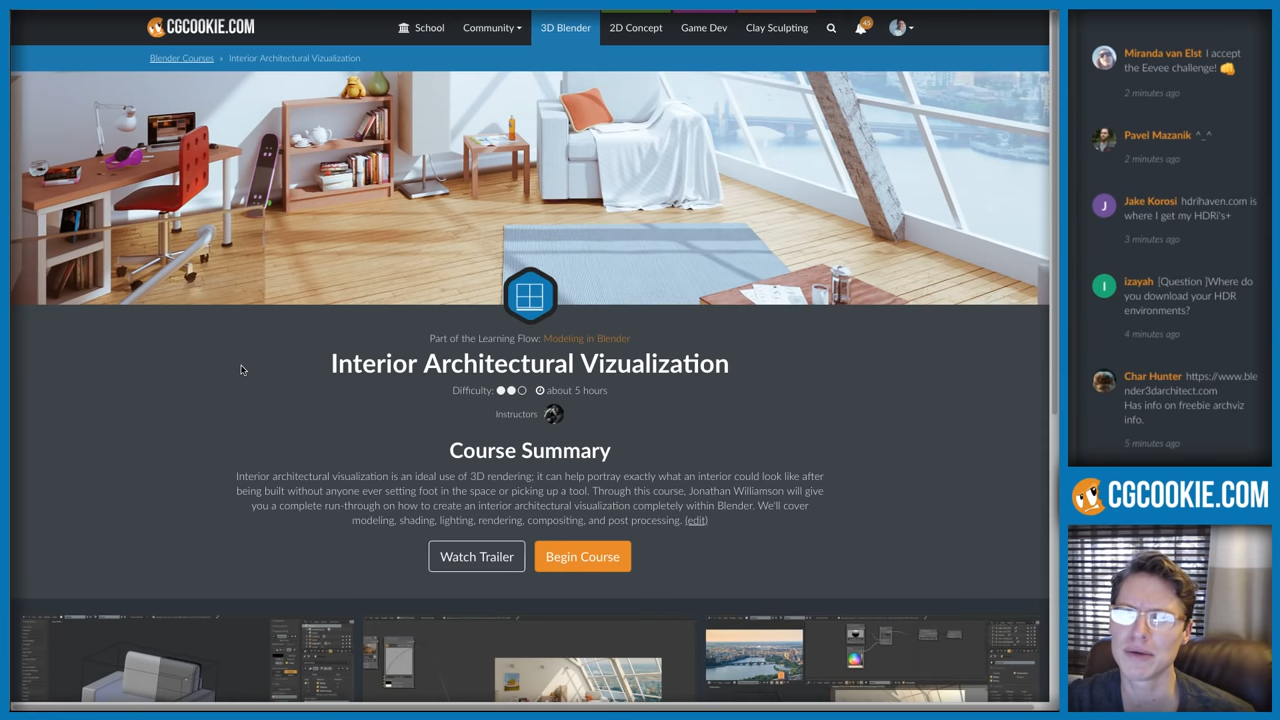 CGCOOKIE.COM
School
Community
3D Blender
2D Concept
Game Dev
Clay Sculpting
45
Blender Courses » Interior Architectural Vizualization
Part of the Learning Flow: Modeling in Blender
Interior Architectural Vizualization
Difficulty: about 5 hours
Instructors
Course Summary
Interior architectural visualization is an ideal use of 3D rendering; it can help portray exactly what an interior could look like after
being built without anyone ever setting foot in the space or picking up a tool. Through this course, Jonathan Williamson will give
you a complete run-through on how to create an interior architectural visualization completely within Blender. We'll cover
modeling, shading, lighting, rendering, compositing, and post processing. (edit)
Watch Trailer
Begin Course
Miranda van Elst I accept
the Eevee challenge!
2 minutes ago
Pavel Mazanik ^_^
2 minutes ago
J
Jake Korosi hdrihaven.com is
where I get my HDRi's+
3 minutes ago
I
izayah [Question ]Where do
you download your HDR
environments?
4 minutes ago
Char Hunter https://www.ble
nder3darchitect.com
Has info on freebie archviz
info.
5 minutes ago
CGCOOKIE.COM